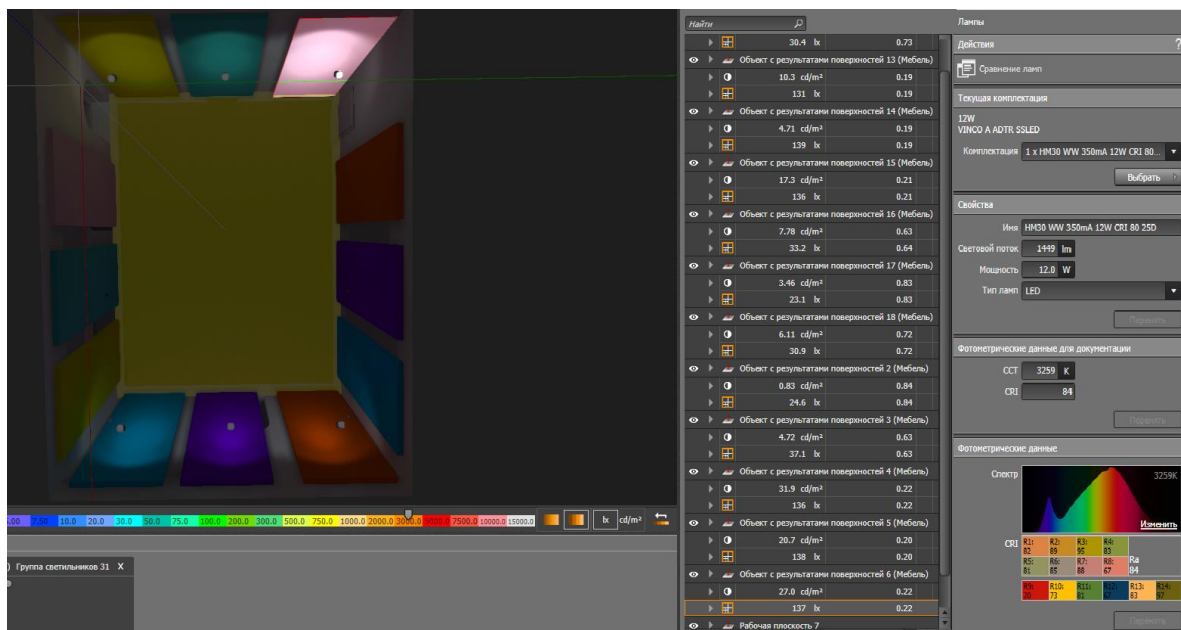 Найти
30.4 lx 0.73
Объект с результатами поверхностей 13 (Мебель)
10.3 cd/m² 0.19
131 lx 0.19
Объект с результатами поверхностей 14 (Мебель)
4.71 cd/m² 0.19
139 lx 0.19
Объект с результатами поверхностей 15 (Мебель)
17.3 cd/m² 0.21
136 lx 0.21
Объект с результатами поверхностей 16 (Мебель)
7.78 cd/m² 0.63
33.2 lx 0.64
Объект с результатами поверхностей 17 (Мебель)
3.46 cd/m² 0.83
23.1 lx 0.83
Объект с результатами поверхностей 18 (Мебель)
6.11 cd/m² 0.72
30.9 lx 0.72
Объект с результатами поверхностей 2 (Мебель)
0.83 cd/m² 0.84
24.6 lx 0.84
Объект с результатами поверхностей 3 (Мебель)
4.72 cd/m² 0.63
37.1 lx 0.63
Объект с результатами поверхностей 4 (Мебель)
31.9 cd/m² 0.22
136 lx 0.22
Объект с результатами поверхностей 5 (Мебель)
20.7 cd/m² 0.20
138 lx 0.20
Объект с результатами поверхностей 6 (Мебель)
27.0 cd/m² 0.22
137 lx 0.22
Рабочая плоскость 7
Лампы
Действия ?
Сравнение ламп
Текущая комплектация
12W
VINCO A ADTR SSLED
Комплектация 1 x HM30 WW 350mA 12W CRI 80...
Выбрать
Свойства
Имя HM30 WW 350mA 12W CRI 80 25D
Световой поток 1449 lm
Мощность 12.0 W
Тип ламп LED
Перенять
Фотометрические данные для документации
CCT 3259 K
CRI 84
Перенять
Фотометрические данные
Спектр 3259K
Изменить
CRI R1: R2: R3: R4:
82 89 95 83
R5: R6: R7: R8: Ra
81 85 88 67 84
R9: R10: R11: R12: R13: R14:
20 73 81 67 83 97
Перенять
7.50 10.0 20.0 30.0 50.0 75.0 100.0 200.0 300.0 500.0 750.0 1000.0 2000.0 3000.0 5000.0 7500.0 10000.0 15000.0 lx cd/m²
Группа светильников 31 X